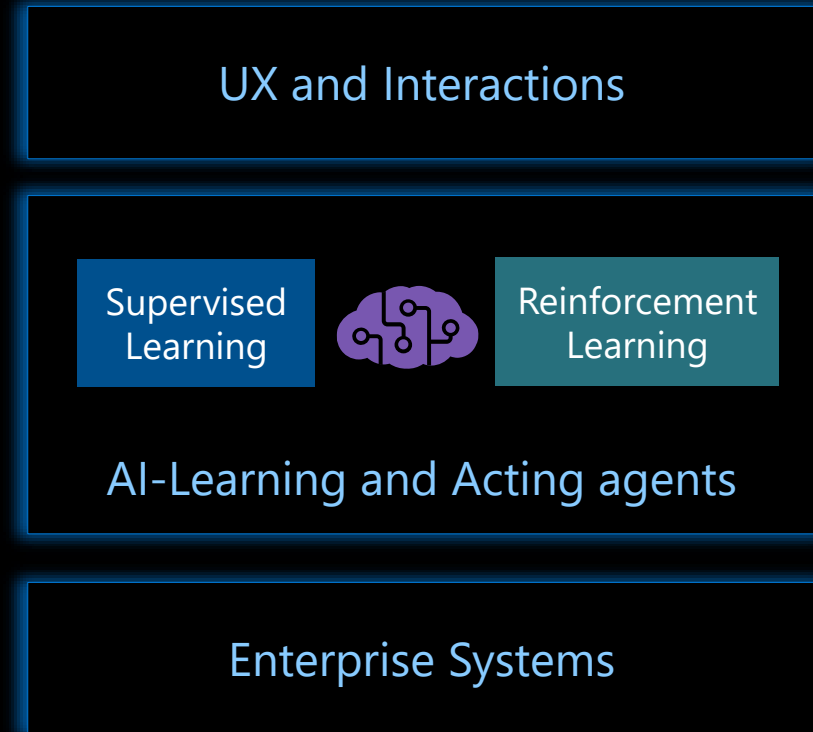 UX and Interactions
Supervised
Learning
Reinforcement
Learning
AI-Learning and Acting agents
Enterprise Systems